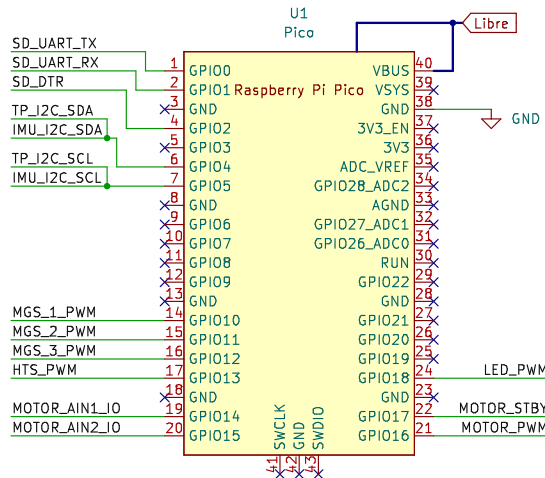 U1
Pico
Libre
SD_UART_TX
SD_UART_RX
SD_DTR
TP_I2C_SDA
IMU_I2C_SDA
TP_I2C_SCL
IMU_I2C_SCL
MGS_1_PWM
MGS_2_PWM
MGS_3_PWM
HTS_PWM
MOTOR_AIN1_IO
MOTOR_AIN2_IO
Raspberry Pi Pico
1 GPIO0
2 GPIO1
3 GND
4 GPIO2
5 GPIO3
6 GPIO4
7 GPIO5
8 GND
9 GPIO6
10 GPIO7
11 GPIO8
12 GPIO9
13 GND
14 GPIO10
15 GPIO11
16 GPIO12
17 GPIO13
18 GND
19 GPIO14
20 GPIO15
VBUS 40
VSYS 39
GND 38
3V3_EN 37
3V3 36
ADC_VREF 35
GPIO28_ADC2 34
AGND 33
GPIO27_ADC1 32
GPIO26_ADC0 31
RUN 30
GPIO22 29
GND 28
GPIO21 27
GPIO20 26
GPIO19 25
GPIO18 24
GND 23
GPIO17 22
GPIO16 21
SWCLK 41
GND 42
SWDIO 43
GND
LED_PWM
MOTOR_STBY
MOTOR_PWM